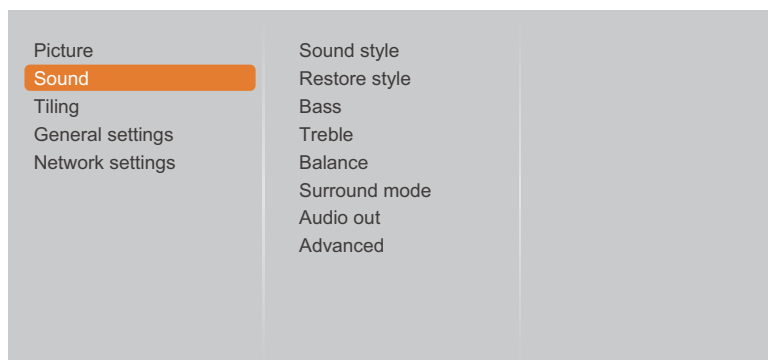 Picture
Sound
Tiling
General settings
Network settings
Sound style
Restore style
Bass
Treble
Balance
Surround mode
Audio out
Advanced